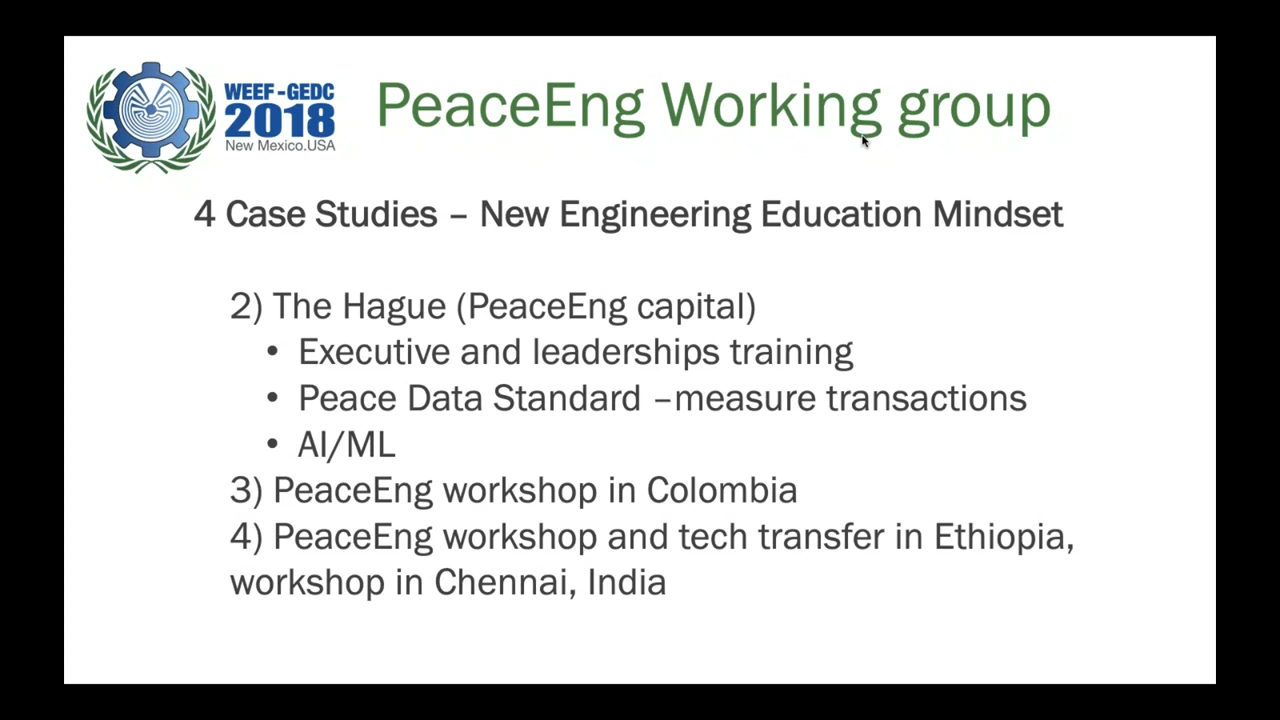 WEEF-GEDC
2018
New Mexico.USA
PeaceEng Working group
4 Case Studies – New Engineering Education Mindset
2) The Hague (PeaceEng capital)
• Executive and leaderships training
• Peace Data Standard –measure transactions
• AI/ML
3) PeaceEng workshop in Colombia
4) PeaceEng workshop and tech transfer in Ethiopia,
workshop in Chennai, India